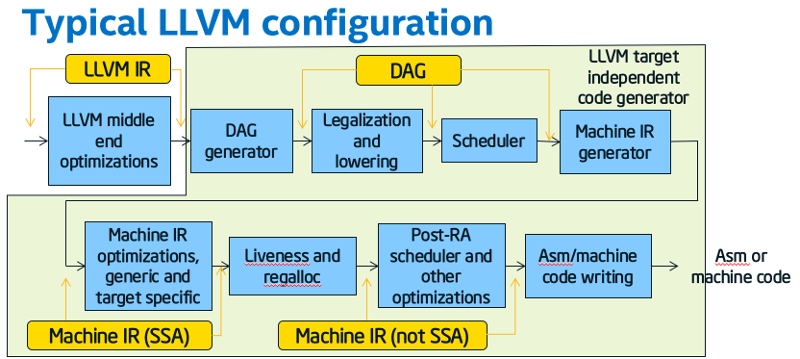 Typical LLVM configuration
LLVM IR
DAG
LLVM target
independent
code generator
LLVM middle
end
optimizations
DAG
generator
Legalization
and
lowering
Scheduler
Machine IR
generator
Machine IR
optimizations,
generic and
target specific
Liveness and
regalloc
Post-RA
scheduler and
other
optimizations
Asm/machine
code writing
Asm or
machine code
Machine IR (SSA)
Machine IR (not SSA)